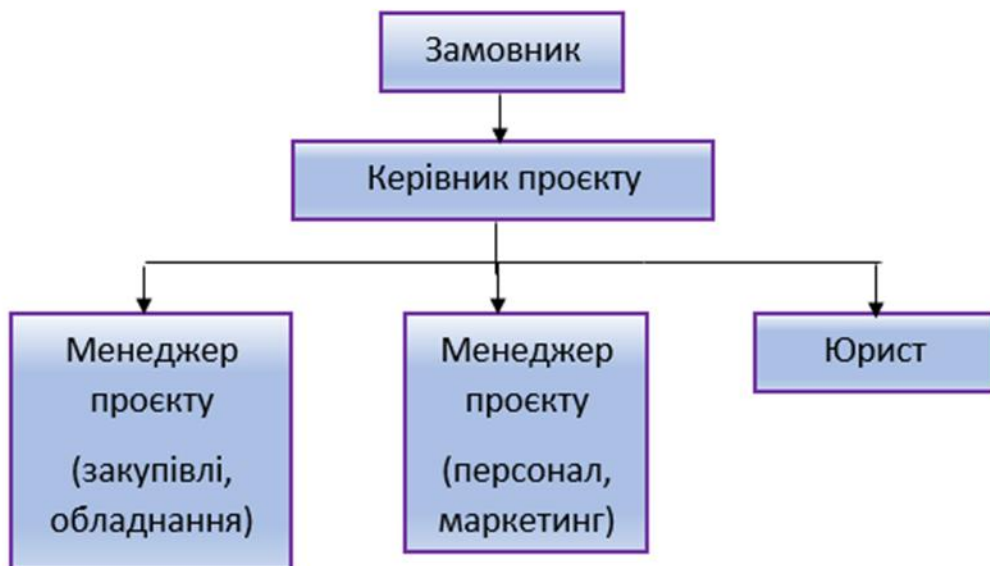 Замовник
Керівник проєкту
Менеджер
проєкту
(закупівлі,
обладнання)
Менеджер
проєкту
(персонал,
маркетинг)
Юрист